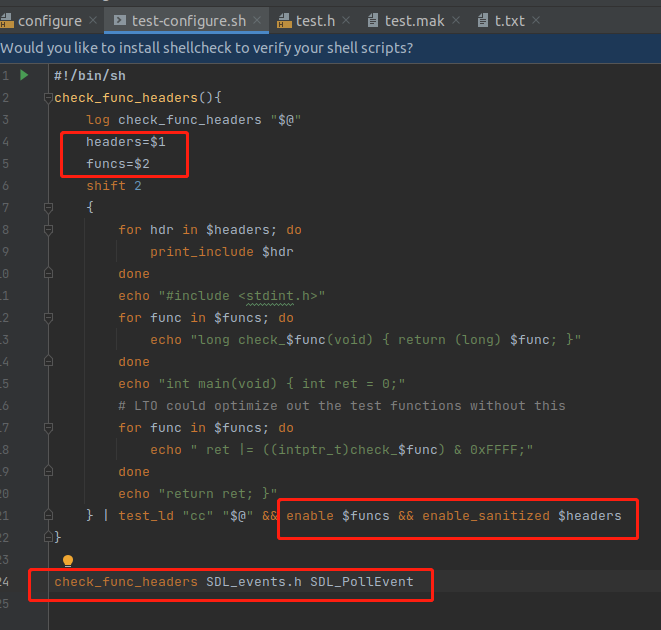 configure test-configure.sh test.h test.mak t.txt
Would you like to install shellcheck to verify your shell scripts?
1 #!/bin/sh
2 check_func_headers(){
3 log check_func_headers "$@"
4 headers=$1
5 funcs=$2
6 shift 2
7 {
8 for hdr in $headers; do
9 print_include $hdr
10 done
11 echo "#include <stdint.h>"
12 for func in $funcs; do
13 echo "long check_$func(void) { return (long) $func; }"
14 done
15 echo "int main(void) { int ret = 0;"
16 # LTO could optimize out the test functions without this
17 for func in $funcs; do
18 echo " ret |= ((intptr_t)check_$func) & 0xFFFF;"
19 done
20 echo "return ret; }"
21 } | test_ld "cc" "$@" && enable $funcs && enable_sanitized $headers
22 }
23
24 check_func_headers SDL_events.h SDL_PollEvent
25